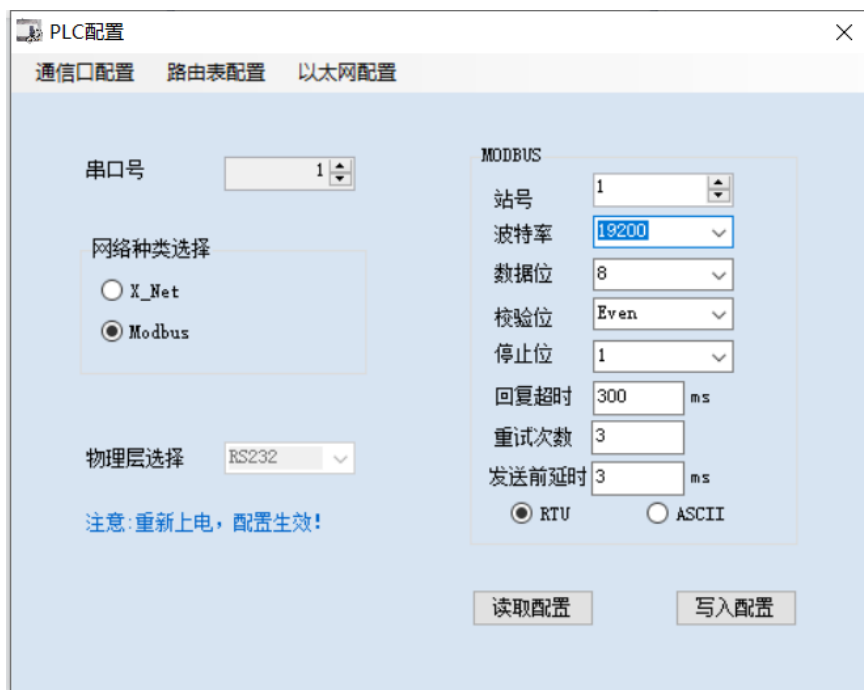 PLC配置
通信口配置 路由表配置 以太网配置
串口号 1
网络种类选择
X_Net
Modbus
物理层选择 RS232
注意:重新上电，配置生效!
MODBUS
站号 1
波特率 19200
数据位 8
校验位 Even
停止位 1
回复超时 300 ms
重试次数 3
发送前延时 3 ms
RTU ASCII
读取配置 写入配置